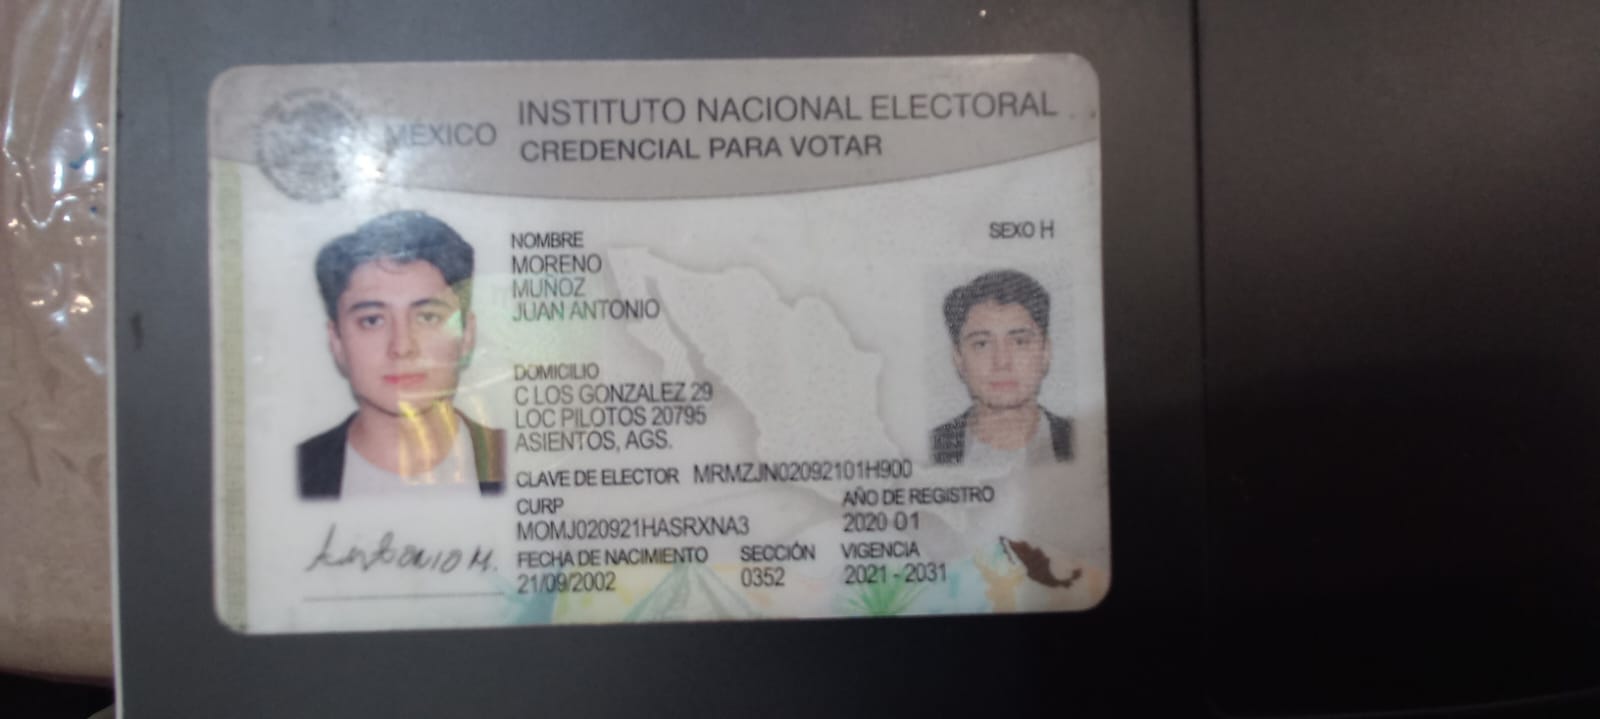 MÉXICO
INSTITUTO NACIONAL ELECTORAL
CREDENCIAL PARA VOTAR
NOMBRE
MORENO
MUÑOZ
JUAN ANTONIO
SEXO H
DOMICILIO
C LOS GONZALEZ 29
LOC PILOTOS 20795
ASIENTOS, AGS.
CLAVE DE ELECTOR MRMZJN02092101H900
CURP
MOMJ020921HASRXNA3
AÑO DE REGISTRO
2020 01
FECHA DE NACIMIENTO
21/09/2002
SECCIÓN
0352
VIGENCIA
2021 - 2031
Antonio M.